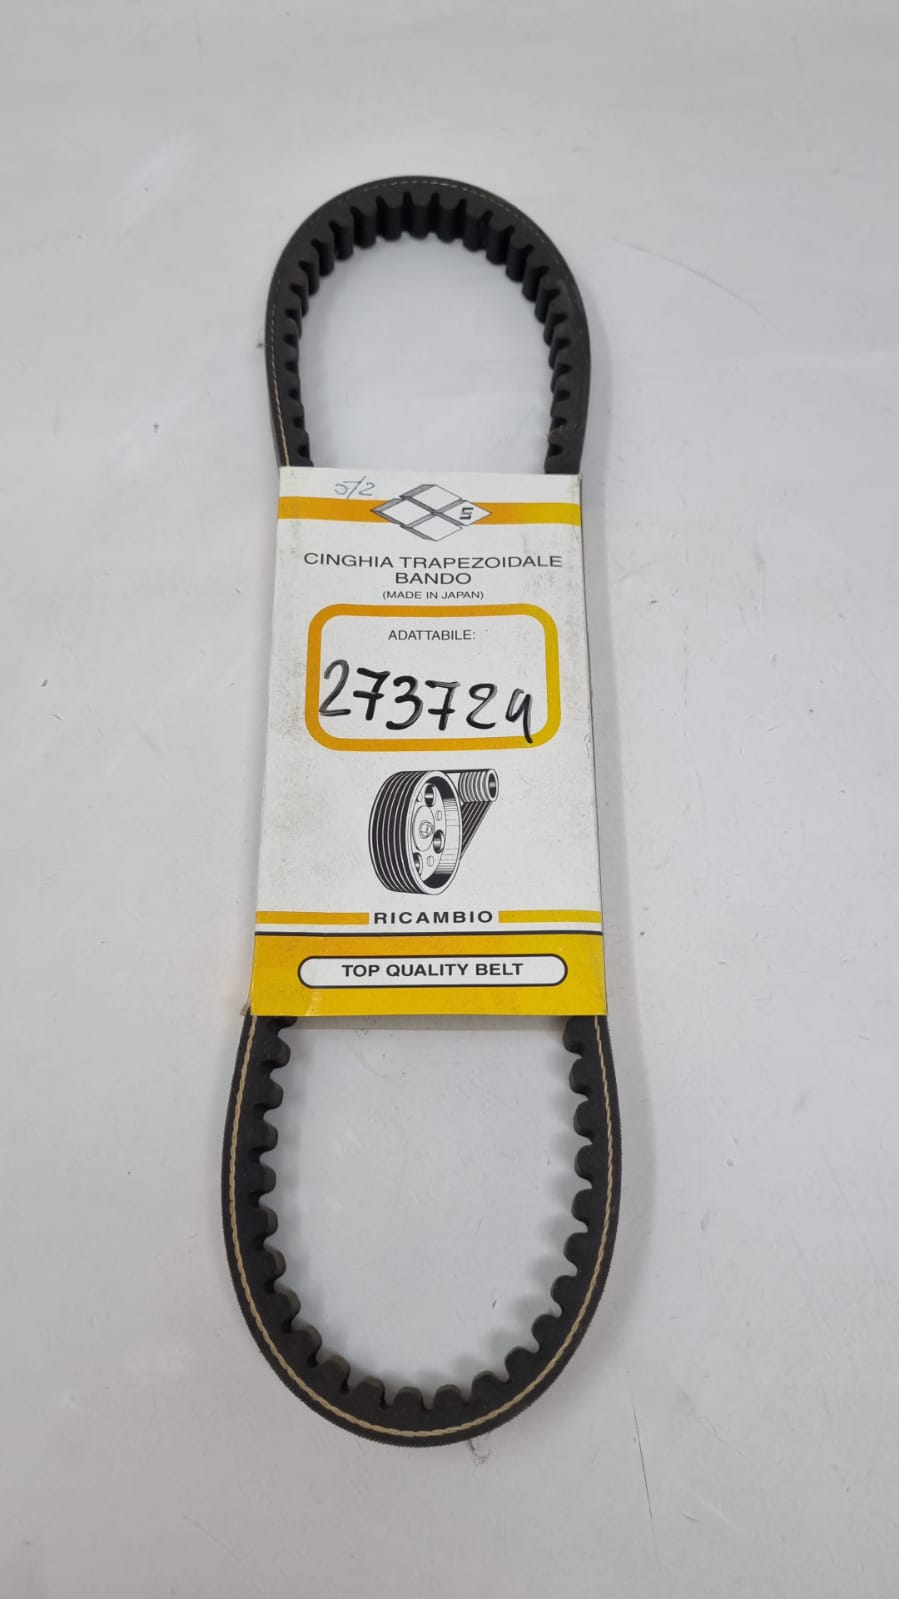 5/2
CINGHIA TRAPEZOIDALE
BANDO
(MADE IN JAPAN)
ADATTABILE:
273724
RICAMBIO
TOP QUALITY BELT